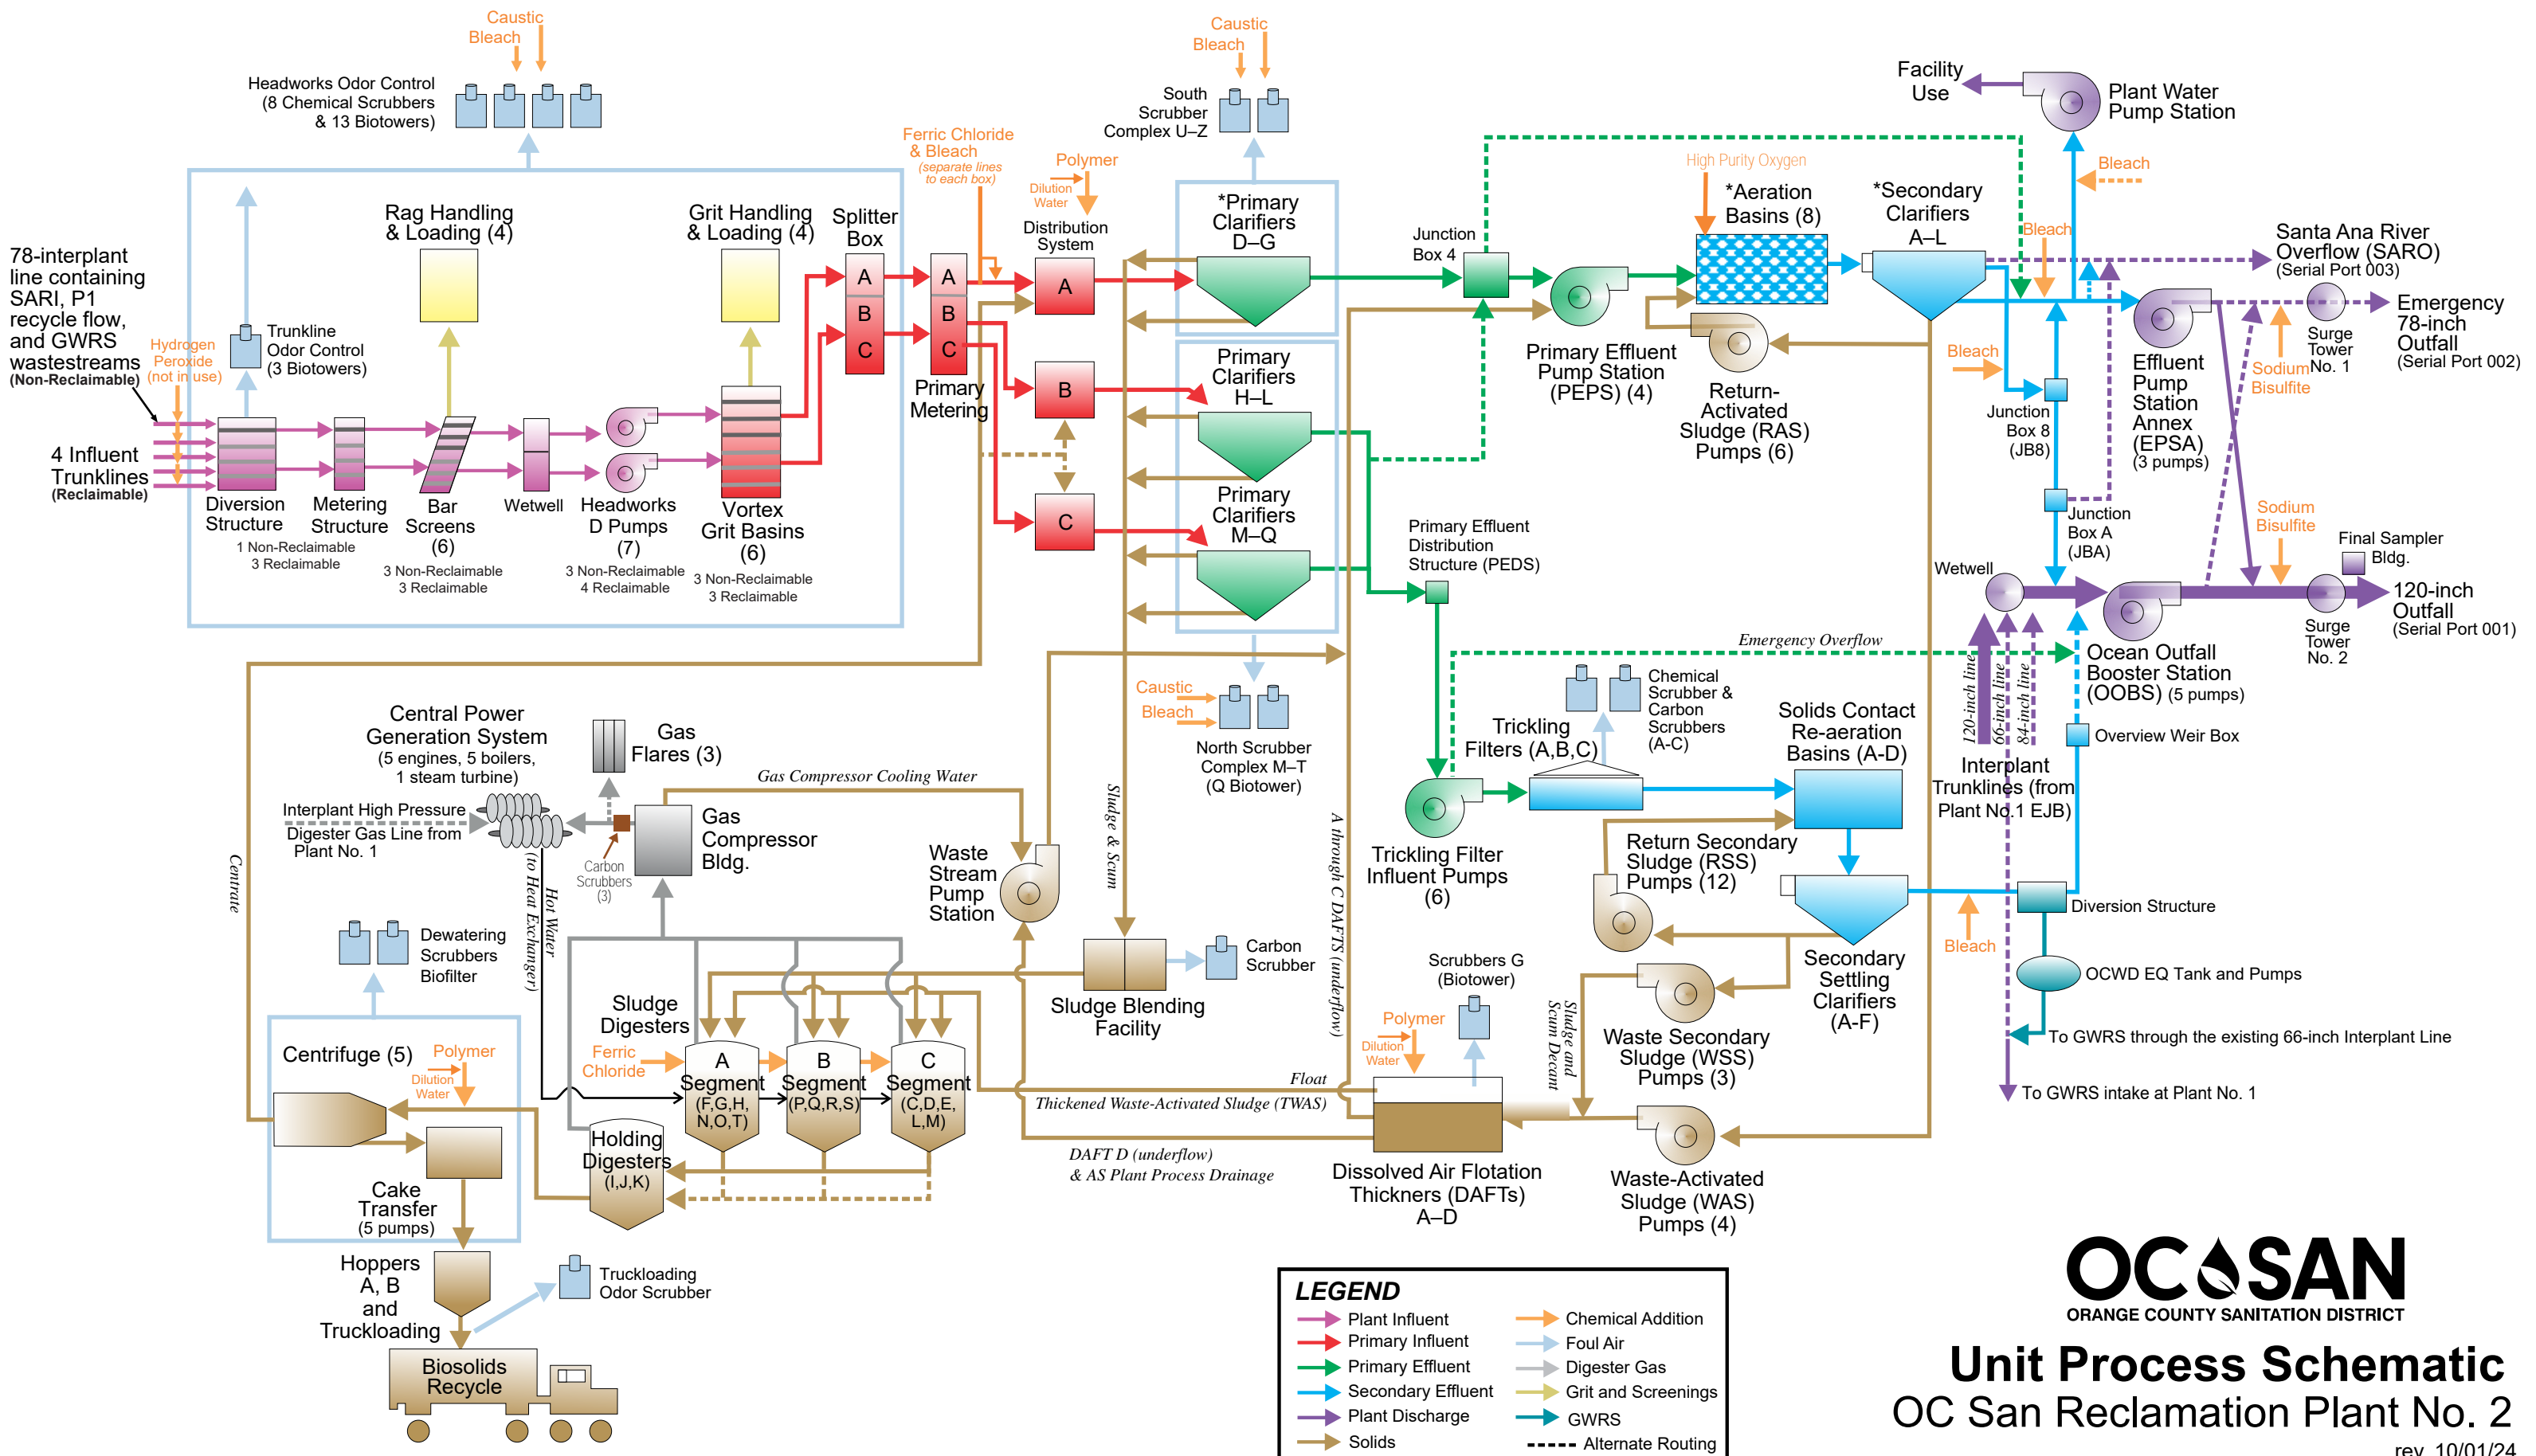 Caustic
Bleach
Headworks Odor Control
(8 Chemical Scrubbers
& 13 Biotowers)
Caustic
Bleach
South
Scrubber
Complex U–Z
Facility
Use
Plant Water
Pump Station
Bleach
Ferric Chloride
& Bleach
(separate lines
to each box)
Polymer
Dilution
Water
Distribution
System
High Purity Oxygen
*Aeration
Basins (8)
*Secondary
Clarifiers
A–L
Bleach
Santa Ana River
Overflow (SARO)
(Serial Port 003)
78-interplant
line containing
SARI, P1
recycle flow,
and GWRS
wastestreams
(Non-Reclaimable)
Hydrogen
Peroxide
(not in use)
4 Influent
Trunklines
(Reclaimable)
Trunkline
Odor Control
(3 Biotowers)
Rag Handling
& Loading (4)
Grit Handling
& Loading (4)
Splitter
Box
A
B
C
A
B
C
Primary
Metering
A
B
C
*Primary
Clarifiers
D–G
Primary
Clarifiers
H–L
Primary
Clarifiers
M–Q
Junction
Box 4
Primary Effluent
Pump Station
(PEPS) (4)
Return-
Activated
Sludge (RAS)
Pumps (6)
Bleach
Junction
Box 8
(JB8)
Effluent
Pump
Station
Annex
(EPSA)
(3 pumps)
Sodium
Bisulfite
Surge
Tower
No. 1
Emergency
78-inch
Outfall
(Serial Port 002)
Diversion
Structure
1 Non-Reclaimable
3 Reclaimable
Metering
Structure
Bar
Screens
(6)
3 Non-Reclaimable
3 Reclaimable
Wetwell
Headworks
D Pumps
(7)
3 Non-Reclaimable
4 Reclaimable
Vortex
Grit Basins
(6)
3 Non-Reclaimable
3 Reclaimable
Primary Effluent
Distribution
Structure (PEDS)
Junction
Box A
(JBA)
Wetwell
Sodium
Bisulfite
Final Sampler
Bldg.
120-inch
Outfall
(Serial Port 001)
Surge
Tower
No. 2
Emergency Overflow
Ocean Outfall
Booster Station
(OOBS) (5 pumps)
120-inch line
66-inch line
84-inch line
Overview Weir Box
Interplant
Trunklines (from
Plant No.1 EJB)
Caustic
Bleach
North Scrubber
Complex M–T
(Q Biotower)
Chemical
Scrubber &
Carbon
Scrubbers
(A-C)
Trickling
Filters (A,B,C)
Solids Contact
Re-aeration
Basins (A-D)
Trickling Filter
Influent Pumps
(6)
Return Secondary
Sludge (RSS)
Pumps (12)
Secondary
Settling
Clarifiers
(A-F)
Bleach
Diversion Structure
OCWD EQ Tank and Pumps
To GWRS through the existing 66-inch Interplant Line
To GWRS intake at Plant No. 1
Central Power
Generation System
(5 engines, 5 boilers,
1 steam turbine)
Gas
Flares (3)
Interplant High Pressure
Digester Gas Line from
Plant No. 1
Carbon
Scrubbers
(3)
Gas
Compressor
Bldg.
Gas Compressor Cooling Water
Waste
Stream
Pump
Station
Sludge & Scum
A through C DAFTS (underflow)
Centrate
Hot Water
(to Heat Exchanger)
Dewatering
Scrubbers
Biofilter
Sludge
Digesters
Sludge Blending
Facility
Carbon
Scrubber
Ferric
Chloride
A
Segment
(F,G,H,
N,O,T)
B
Segment
(P,Q,R,S)
C
Segment
(C,D,E,
L,M)
Holding
Digesters
(I,J,K)
Centrifuge (5)
Polymer
Dilution
Water
Cake
Transfer
(5 pumps)
Hoppers
A, B
and
Truckloading
Truckloading
Odor Scrubber
Biosolids
Recycle
Float
Thickened Waste-Activated Sludge (TWAS)
DAFT D (underflow)
& AS Plant Process Drainage
Scrubbers G
(Biotower)
Polymer
Dilution
Water
Sludge and
Scum Decant
Waste Secondary
Sludge (WSS)
Pumps (3)
Dissolved Air Flotation
Thickners (DAFTs)
A–D
Waste-Activated
Sludge (WAS)
Pumps (4)
LEGEND
Plant Influent
Primary Influent
Primary Effluent
Secondary Effluent
Plant Discharge
Solids
Chemical Addition
Foul Air
Digester Gas
Grit and Screenings
GWRS
Alternate Routing
OC SAN
ORANGE COUNTY SANITATION DISTRICT
Unit Process Schematic
OC San Reclamation Plant No. 2
rev. 10/01/24